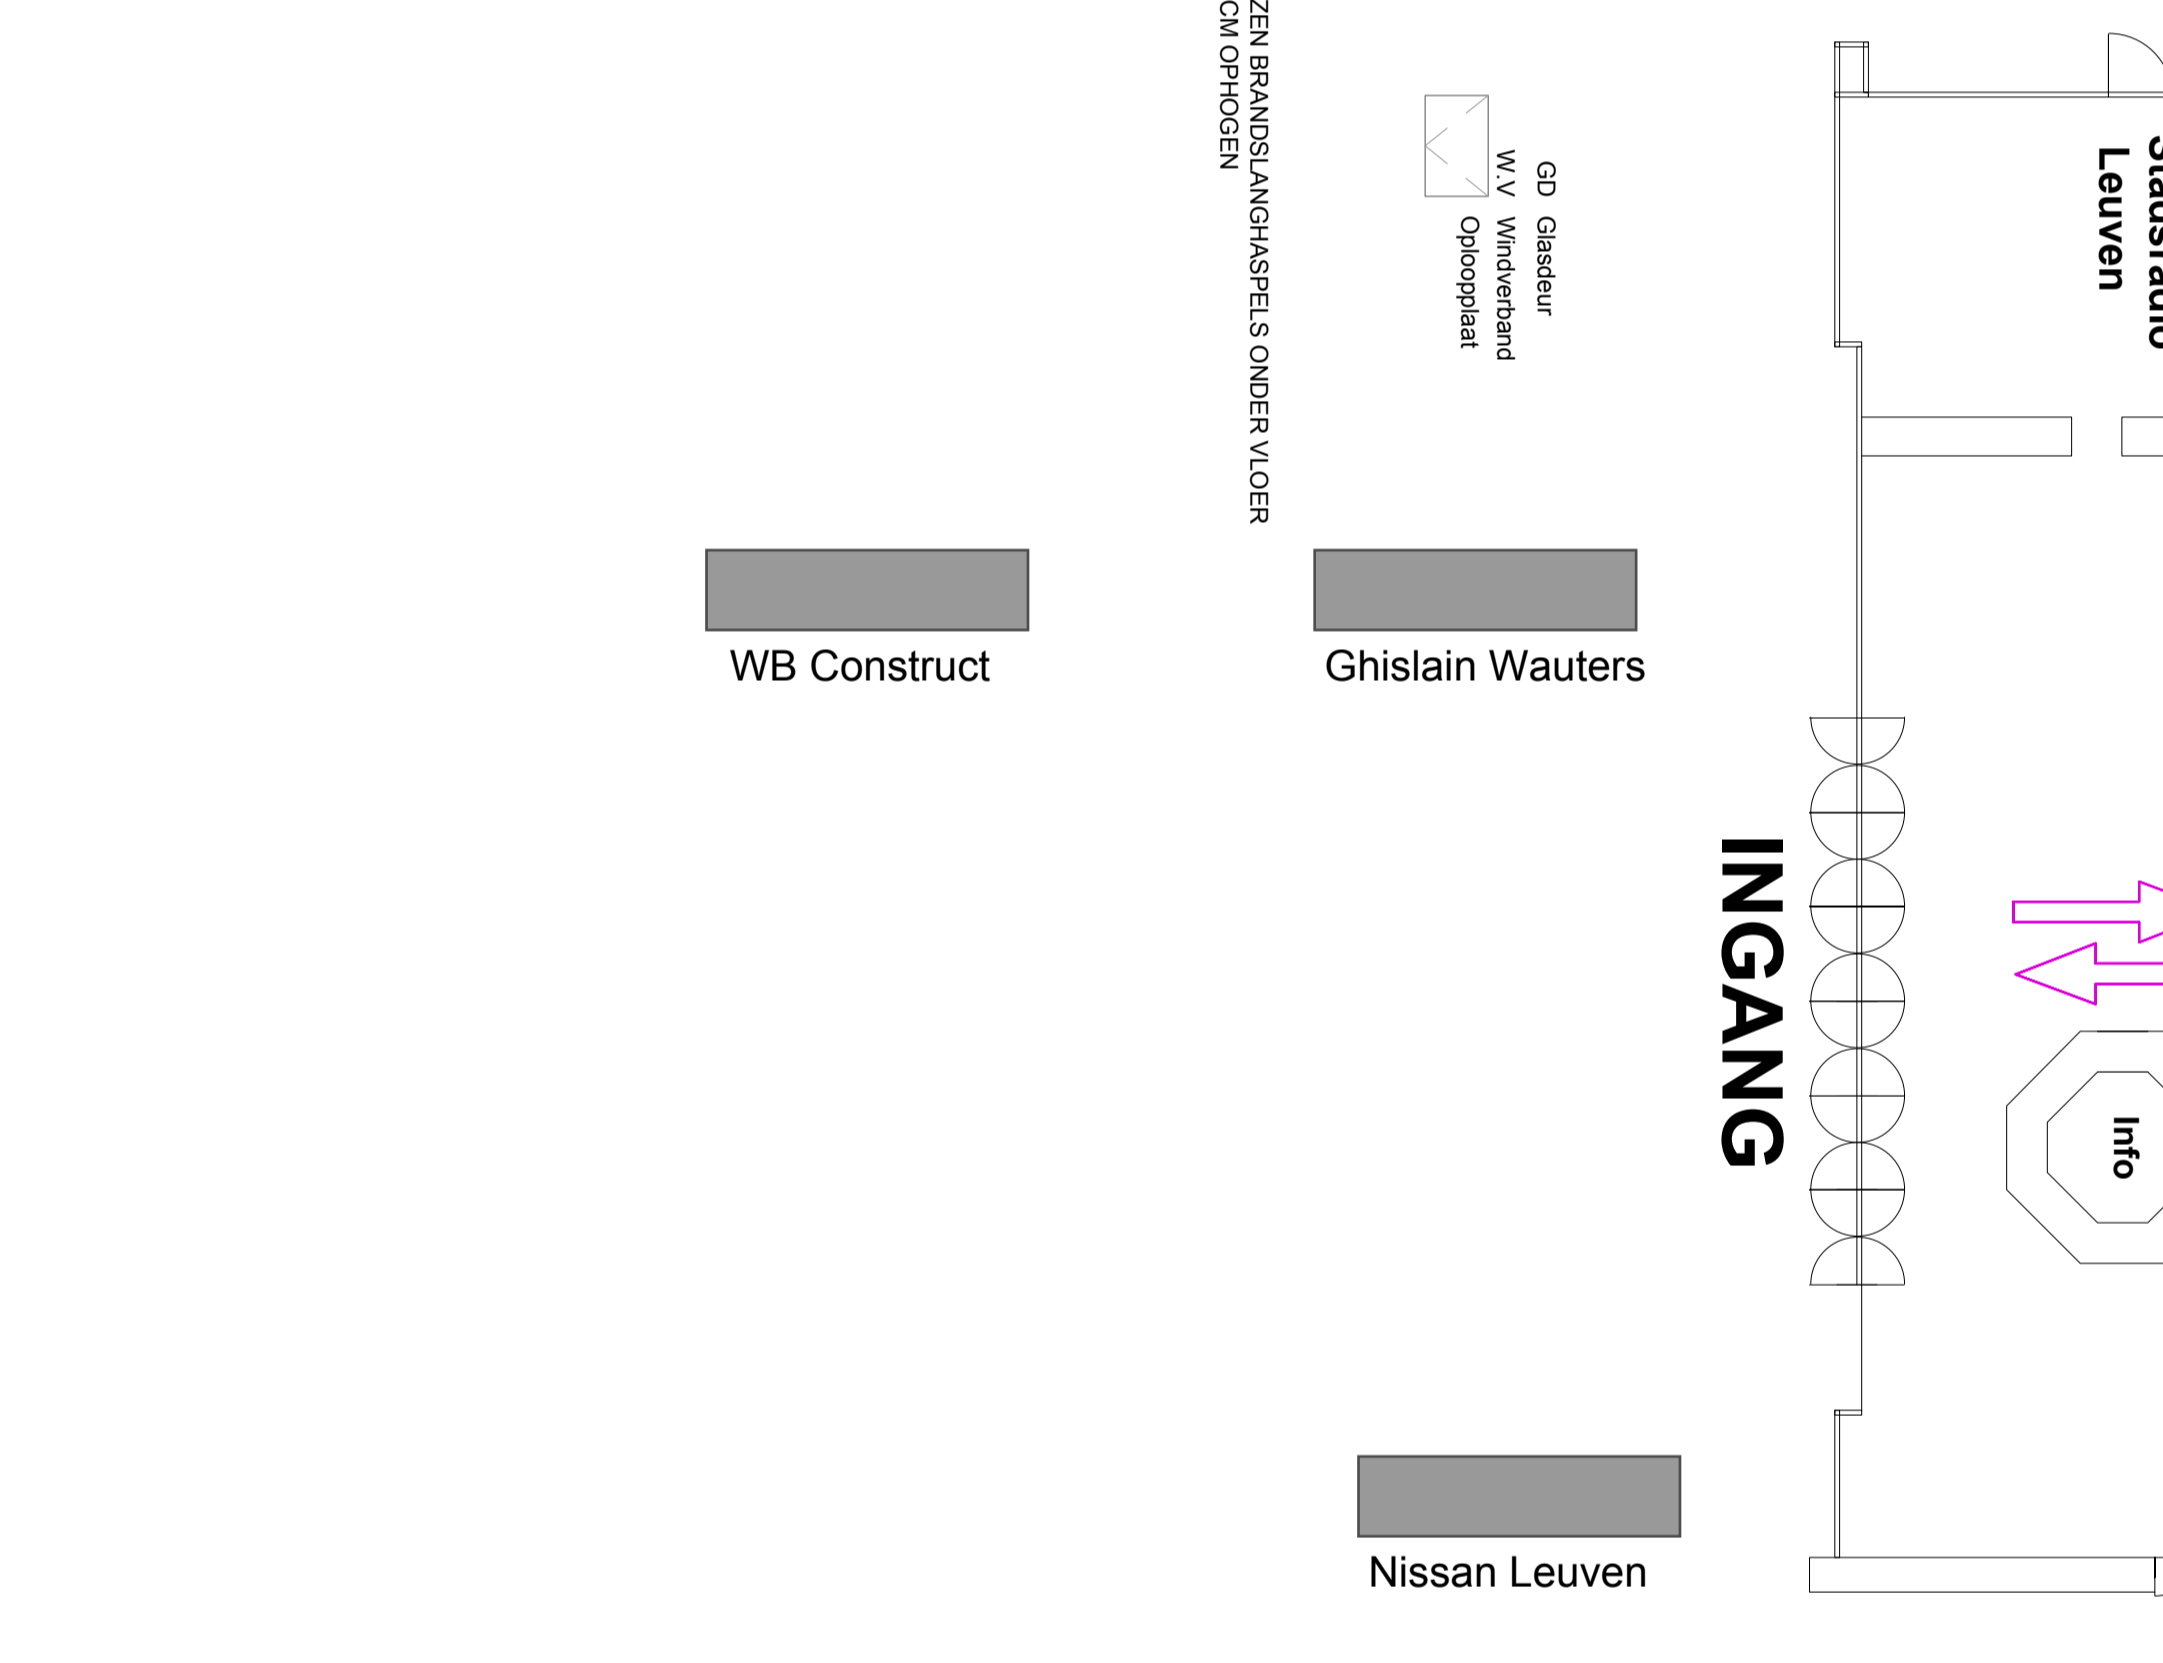 ZEN BRANDSLANGHASPELS ONDER VLOER
CM OPHOGEN
GD Glasdeur
W.V Windverband
Oploopplaat
Leuven
WB Construct
Ghislain Wauters
INGANG
Info
Nissan Leuven